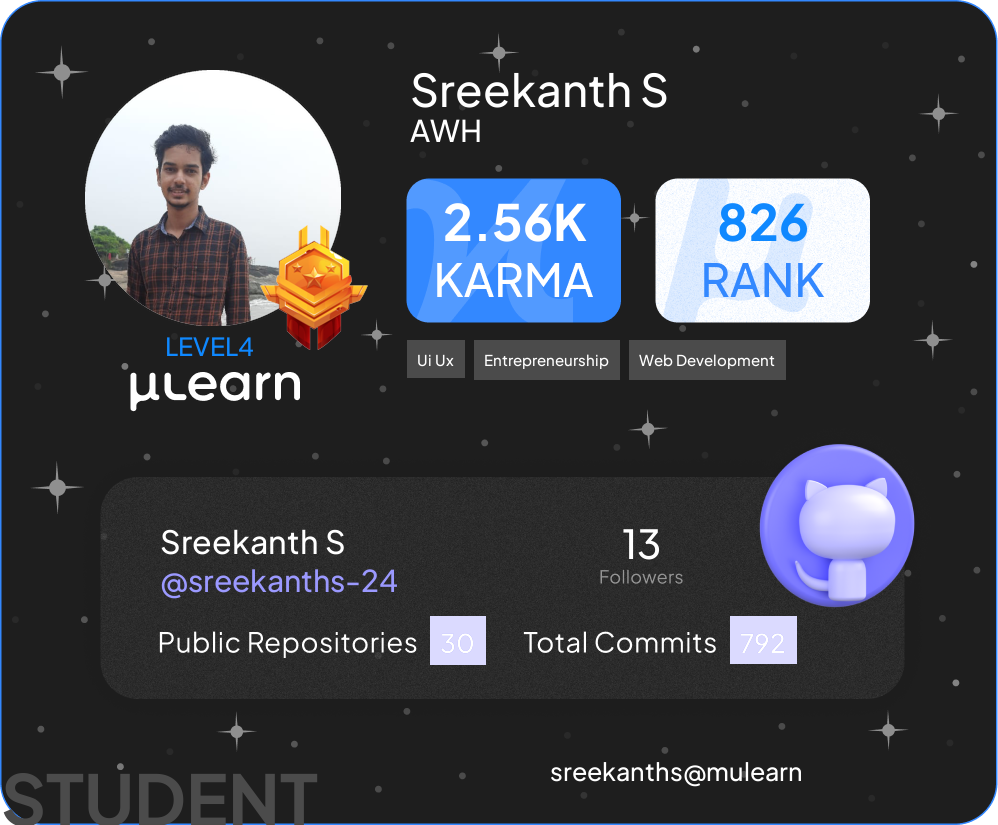 Sreekanth S
AWH
2.56K
KARMA
826
RANK
LEVEL4
µLearn
Ui Ux
Entrepreneurship
Web Development
Sreekanth S
@sreekanths-24
13
Followers
Public Repositories 30
Total Commits 792
sreekanths@mulearn
STUDENT